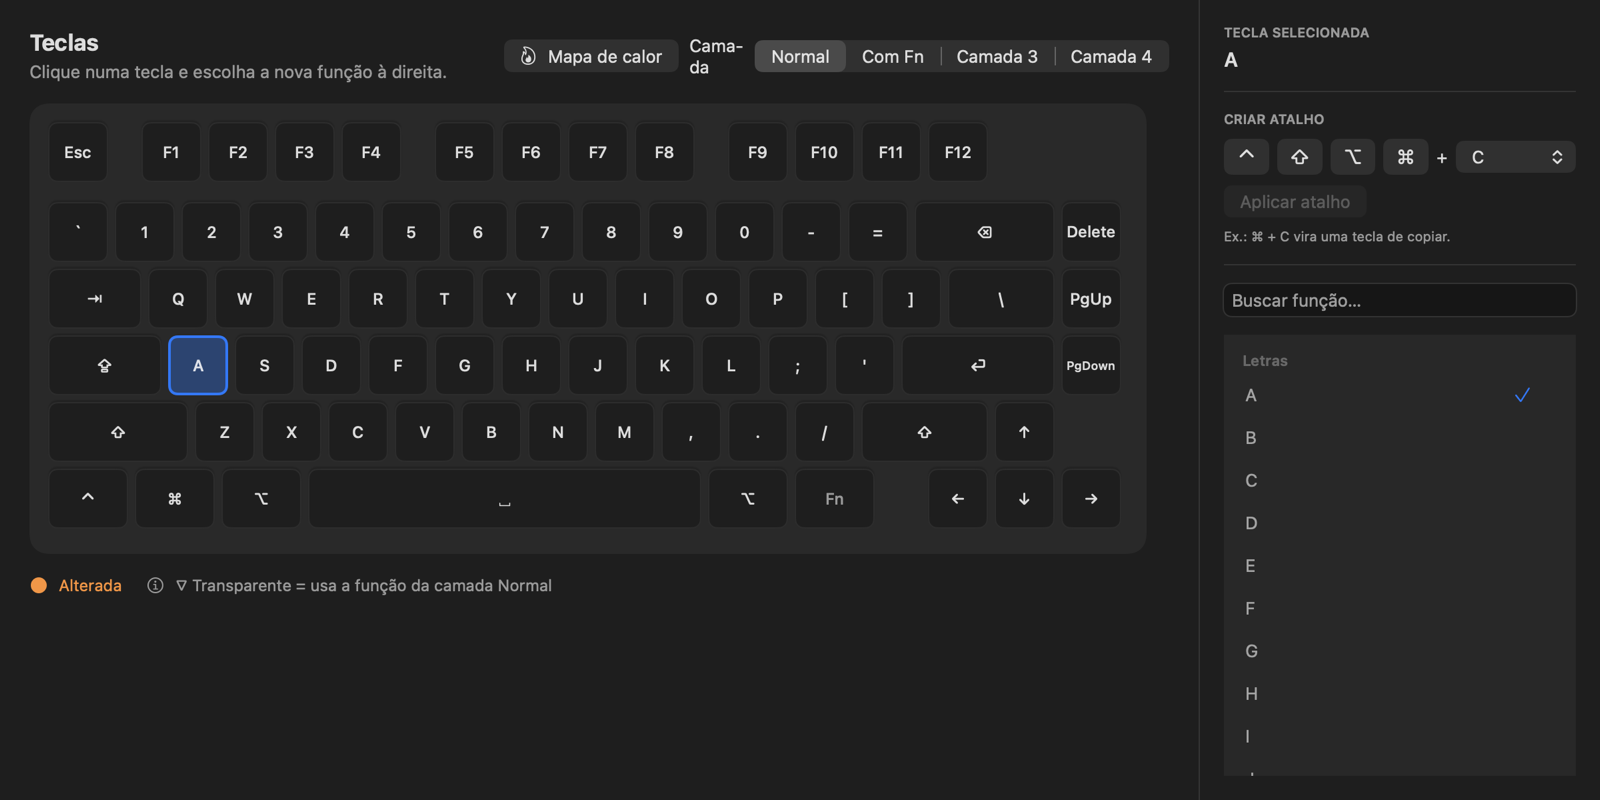 Teclas
Clique numa tecla e escolha a nova função à direita.
Mapa de calor
Cama-
da
Normal
Com Fn
Camada 3
Camada 4
Esc F1 F2 F3 F4 F5 F6 F7 F8 F9 F10 F11 F12
` 1 2 3 4 5 6 7 8 9 0 - = ⌫ Delete
⇥ Q W E R T Y U I O P [ ] \ PgUp
⇪ A S D F G H J K L ; ' ↩ PgDown
⇧ Z X C V B N M , . / ⇧ ↑
^ ⌘ ⌥ ⎵ ⌥ Fn ← ↓ →
Alterada
ⓘ ▽ Transparente = usa a função da camada Normal
TECLA SELECIONADA
A
CRIAR ATALHO
^ ⇧ ⌥ ⌘ + C
Aplicar atalho
Ex.: ⌘ + C vira uma tecla de copiar.
Buscar função...
Letras
A ✓
B
C
D
E
F
G
H
I